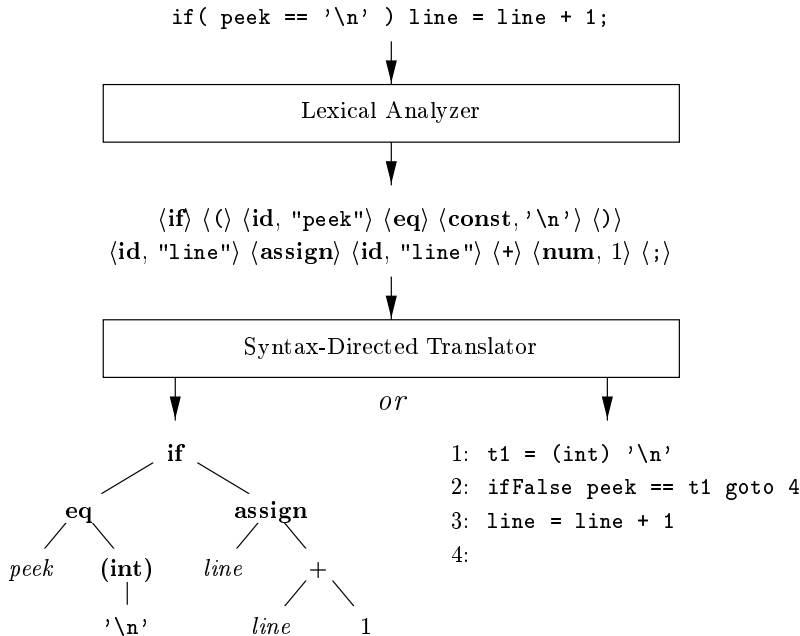 if( peek == '\n' ) line = line + 1;
Lexical Analyzer
⟨if⟩ ⟨(⟩ ⟨id, "peek"⟩ ⟨eq⟩ ⟨const, '\n'⟩ ⟨)⟩
⟨id, "line"⟩ ⟨assign⟩ ⟨id, "line"⟩ ⟨+⟩ ⟨num, 1⟩ ⟨;⟩
Syntax-Directed Translator
or
if
eq assign
peek (int) line +
'\n' line 1
1: t1 = (int) '\n'
2: ifFalse peek == t1 goto 4
3: line = line + 1
4: